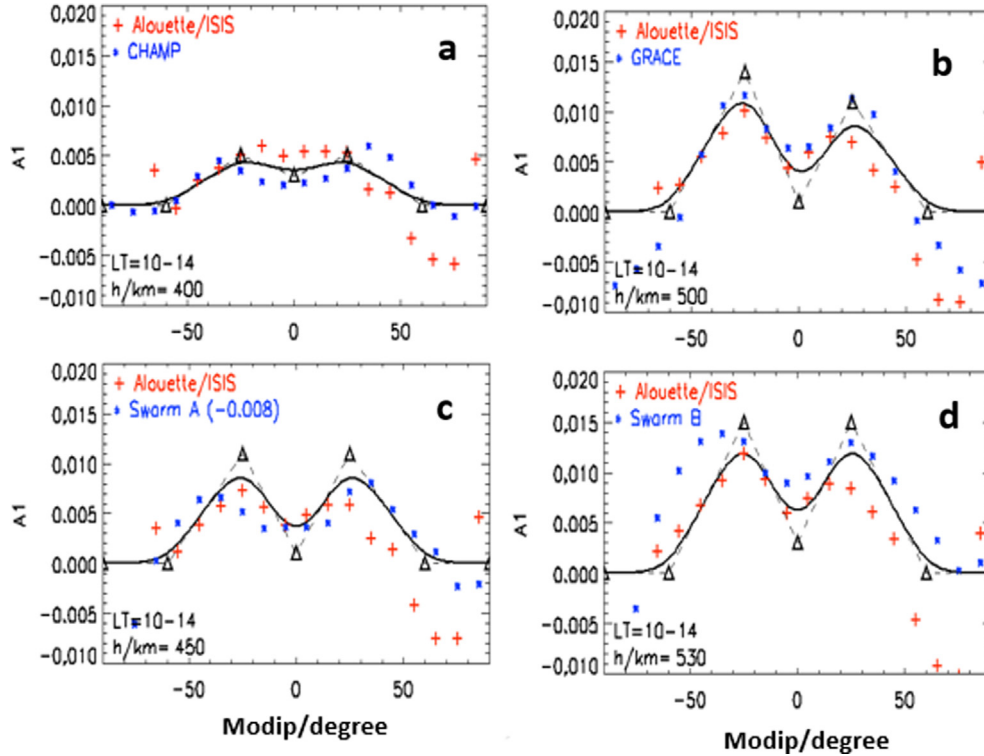 0.020
+ Alouette/ISIS
* CHAMP
a
0.015
0.010
A1
0.005
0.000
-0.005
LT=10-14
h/km= 400
-0.010
-50
0
50
0.020
+ Alouette/ISIS
* GRACE
b
0.015
0.010
A1
0.005
0.000
-0.005
LT=10-14
h/km= 500
-0.010
-50
0
50
0.020
+ Alouette/ISIS
* Swarm A (-0.008)
c
0.015
0.010
A1
0.005
0.000
-0.005
LT=10-14
h/km= 450
-0.010
-50
0
50
Modip/degree
0.020
+ Alouette/ISIS
* Swarm B
d
0.015
0.010
A1
0.005
0.000
-0.005
LT=10-14
h/km= 530
-0.010
-50
0
50
Modip/degree